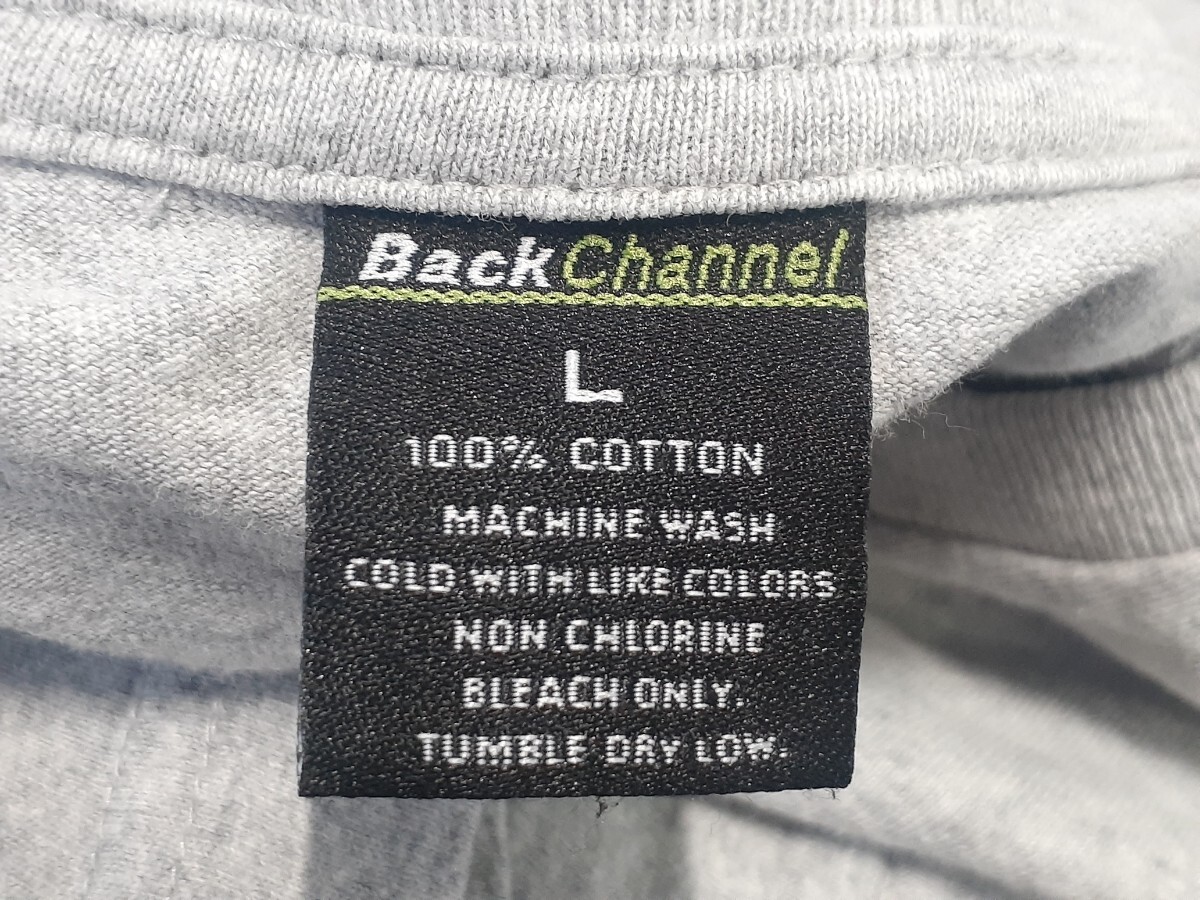 BackChannel
L
100% COTTON
MACHINE WASH
COLD WITH LIKE COLORS
NON CHLORINE
BLEACH ONLY.
TUMBLE DRY LOW.